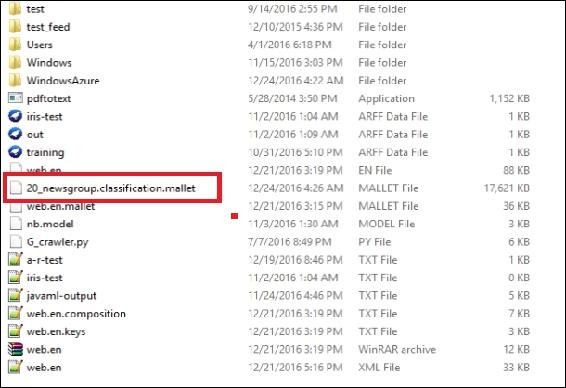 test 9/14/2016 2:55 PM File folder
test_feed 12/10/2015 4:36 PM File folder
Users 4/1/2016 6:18 PM File folder
Windows 11/15/2016 3:03 PM File folder
WindowsAzure 12/24/2016 4:22 AM File folder
pdftotext 5/28/2014 3:50 PM Application 1,152 KB
iris-test 11/2/2016 1:04 AM ARFF Data File 1 KB
out 11/2/2016 1:09 AM ARFF Data File 1 KB
training 10/31/2016 5:10 PM ARFF Data File 1 KB
web.en 12/21/2016 3:19 PM EN File 88 KB
20_newsgroup.classification.mallet 12/24/2016 4:26 AM MALLET File 17,621 KB
web.en.mallet 12/21/2016 3:15 PM MALLET File 36 KB
nb.model 11/3/2016 1:30 AM MODEL File 3 KB
G_crawler.py 7/7/2016 8:49 PM PY File 6 KB
a-r-test 12/19/2016 8:46 PM TXT File 1 KB
iris-test 11/2/2016 1:04 AM TXT File 0 KB
javaml-output 11/24/2016 4:46 PM TXT File 5 KB
web.en.composition 12/21/2016 3:19 PM TXT File 7 KB
web.en.keys 12/21/2016 3:19 PM TXT File 3 KB
web.en 12/21/2016 3:19 PM WinRAR archive 12 KB
web.en 12/21/2016 5:16 PM XML File 33 KB